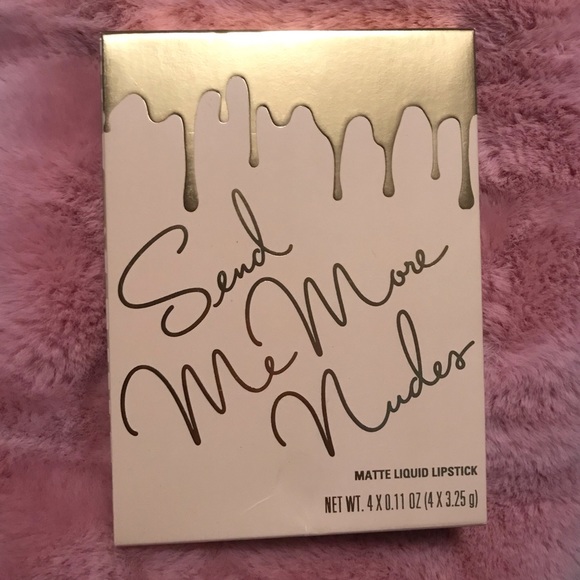 Send
Me More
Nudes
MATTE LIQUID LIPSTICK
NET WT. 4 X 0.11 OZ (4 X 3.25 g)